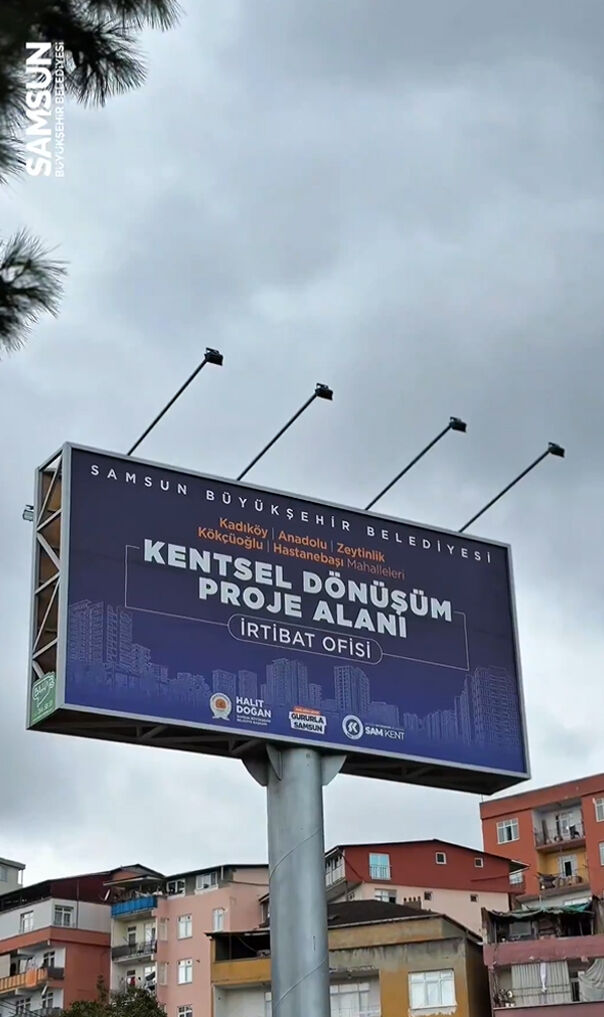 SAMSUN
BÜYÜKŞEHİR BELEDİYESİ
SAMSUN BÜYÜKŞEHİR BELEDİYESİ
Kadıköy | Anadolu | Zeytinlik
Kökçüoğlu | Hastanebaşı Mahalleleri
KENTSEL DÖNÜŞÜM
PROJE ALANI
İRTİBAT OFİSİ
HALİT
DOĞAN
GURURLA
SAMSUN
SAM KENT